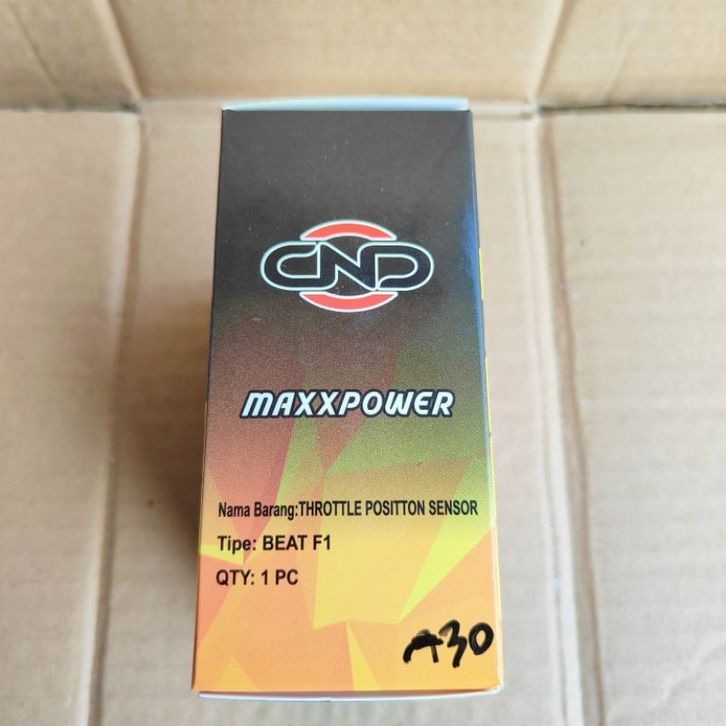 CND
MAXXPOWER
Nama Barang:THROTTLE POSITTON SENSOR
Tipe: BEAT F1
QTY: 1 PC
A30